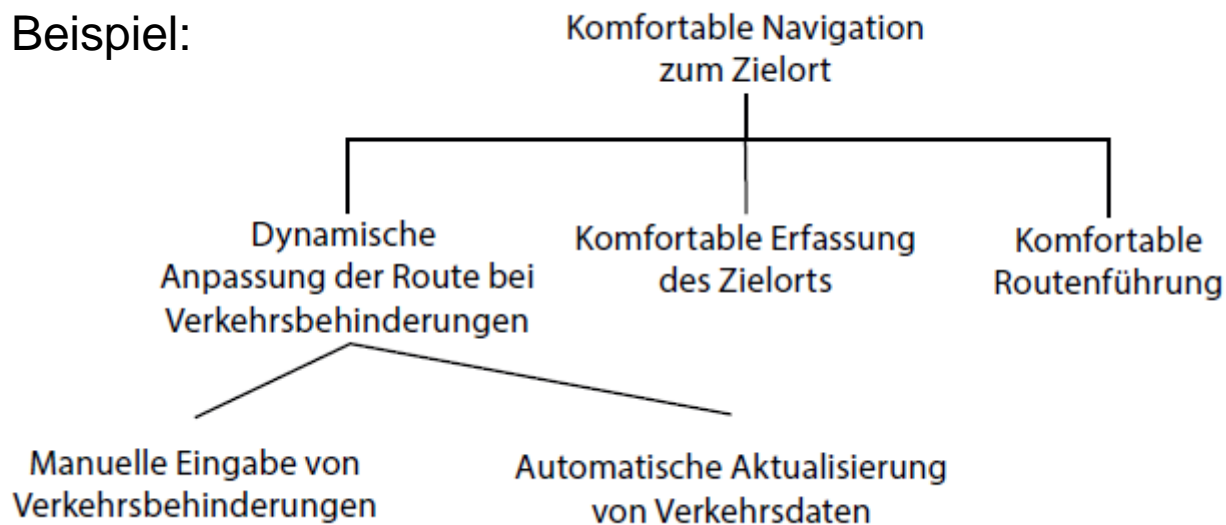 Beispiel:
Komfortable Navigation
zum Zielort
Dynamische
Anpassung der Route bei
Verkehrsbehinderungen
Komfortable Erfassung
des Zielorts
Komfortable
Routenführung
Manuelle Eingabe von
Verkehrsbehinderungen
Automatische Aktualisierung
von Verkehrsdaten